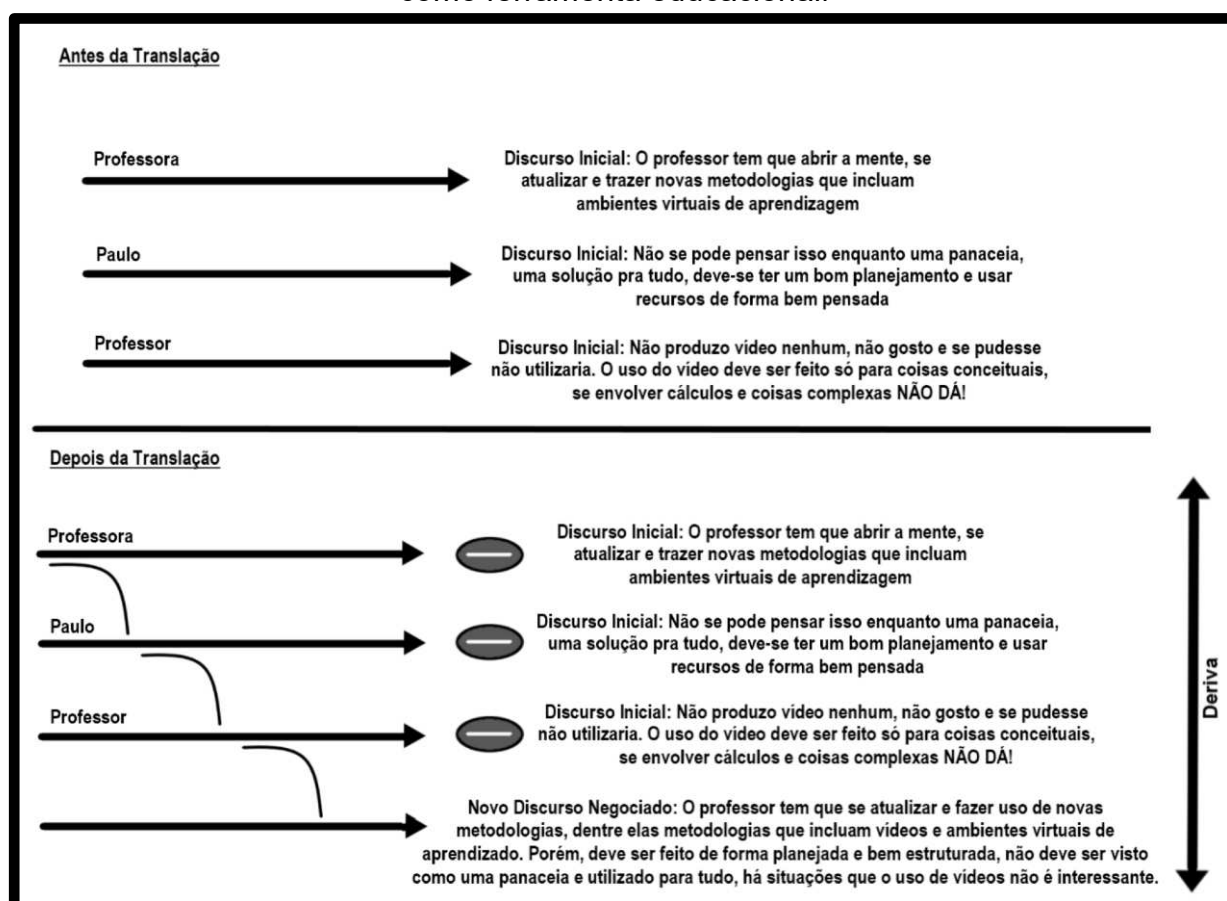 como ferramenta educacional.
Antes da Translação
Professora
Discurso Inicial: O professor tem que abrir a mente, se
atualizar e trazer novas metodologias que incluam
ambientes virtuais de aprendizagem
Paulo
Discurso Inicial: Não se pode pensar isso enquanto uma panaceia,
uma solução pra tudo, deve-se ter um bom planejamento e usar
recursos de forma bem pensada
Professor
Discurso Inicial: Não produzo vídeo nenhum, não gosto e se pudesse
não utilizaria. O uso do vídeo deve ser feito só para coisas conceituais,
se envolver cálculos e coisas complexas NÃO DÁ!
Depois da Translação
Professora
Discurso Inicial: O professor tem que abrir a mente, se
atualizar e trazer novas metodologias que incluam
ambientes virtuais de aprendizagem
Paulo
Discurso Inicial: Não se pode pensar isso enquanto uma panaceia,
uma solução pra tudo, deve-se ter um bom planejamento e usar
recursos de forma bem pensada
Professor
Discurso Inicial: Não produzo vídeo nenhum, não gosto e se pudesse
não utilizaria. O uso do vídeo deve ser feito só para coisas conceituais,
se envolver cálculos e coisas complexas NÃO DÁ!
Novo Discurso Negociado: O professor tem que se atualizar e fazer uso de novas
metodologias, dentre elas metodologias que incluam vídeos e ambientes virtuais de
aprendizado. Porém, deve ser feito de forma planejada e bem estruturada, não deve ser visto
como uma panaceia e utilizado para tudo, há situações que o uso de vídeos não é interessante.
Deriva